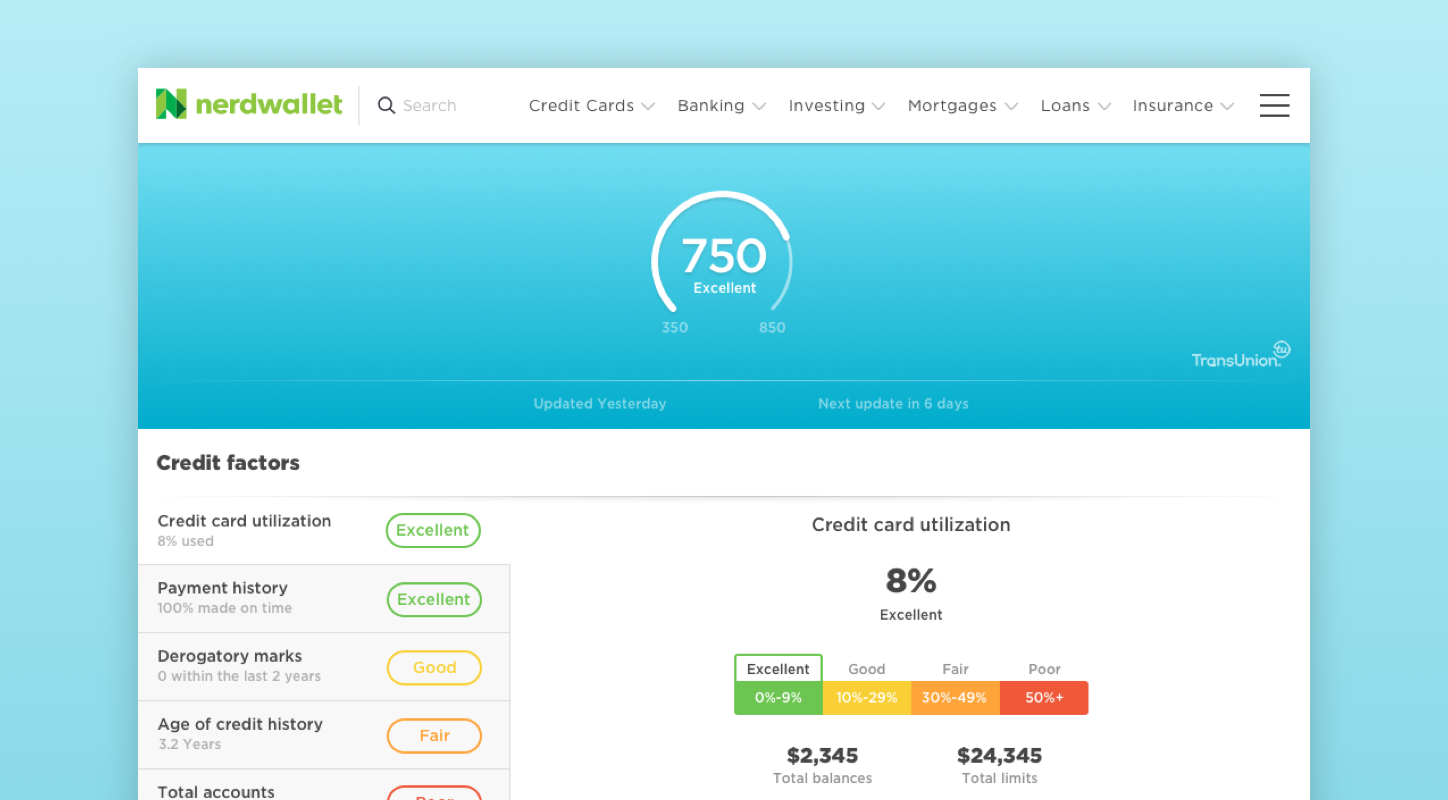 nerdwallet
Search
Credit Cards
Banking
Investing
Mortgages
Loans
Insurance
750
Excellent
350
850
TransUnion.
tu
Updated Yesterday
Next update in 6 days
Credit factors
Credit card utilization
8% used
Excellent
Payment history
100% made on time
Excellent
Derogatory marks
0 within the last 2 years
Good
Age of credit history
3.2 Years
Fair
Total accounts
Poor
Credit card utilization
8%
Excellent
Excellent
Good
Fair
Poor
0%-9%
10%-29%
30%-49%
50%+
$2,345
Total balances
$24,345
Total limits